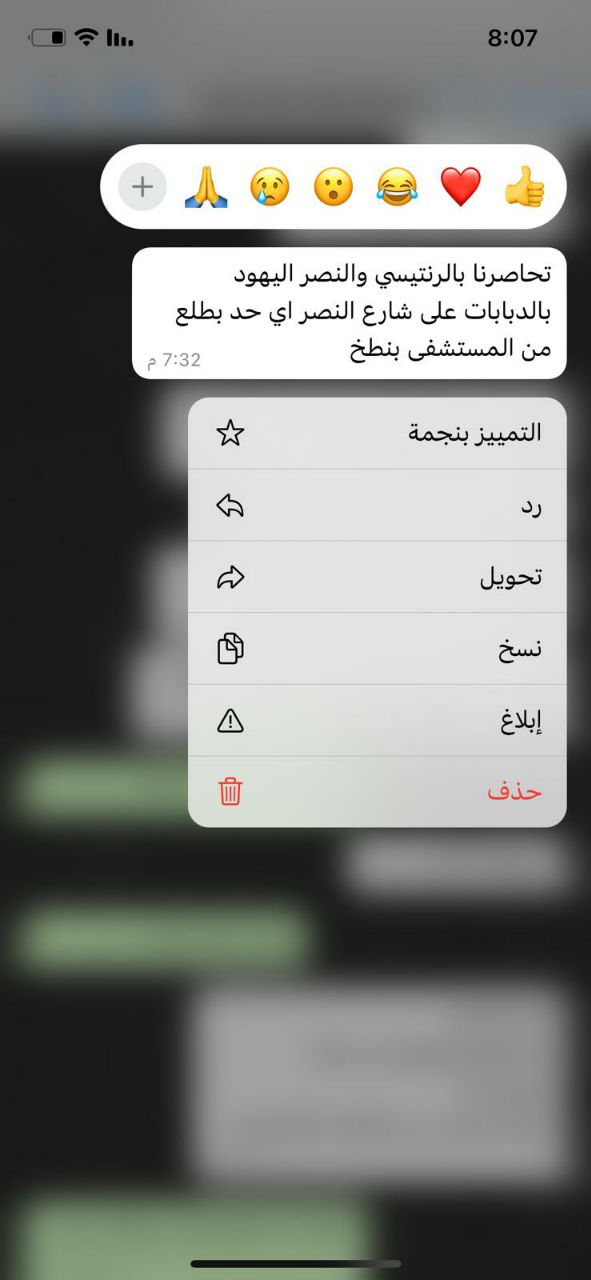 8:07
تحاصرنا بالرنتيسي والنصر اليهود
بالدبابات على شارع النصر اي حد بطلع
من المستشفى بنطخ
7:32 م
التمييز بنجمة
رد
تحويل
نسخ
إبلاغ
حذف